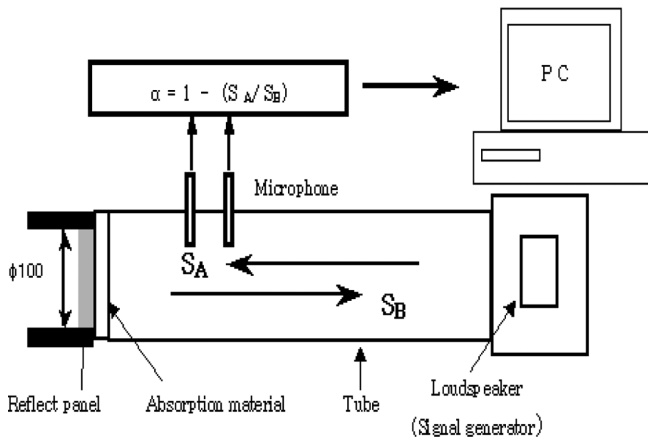 PC
α = 1 - (SA/SB)
Microphone
SA
SB
ϕ100
Reflect panel
Absorption material
Tube
Loudspeaker
(Signal generator)